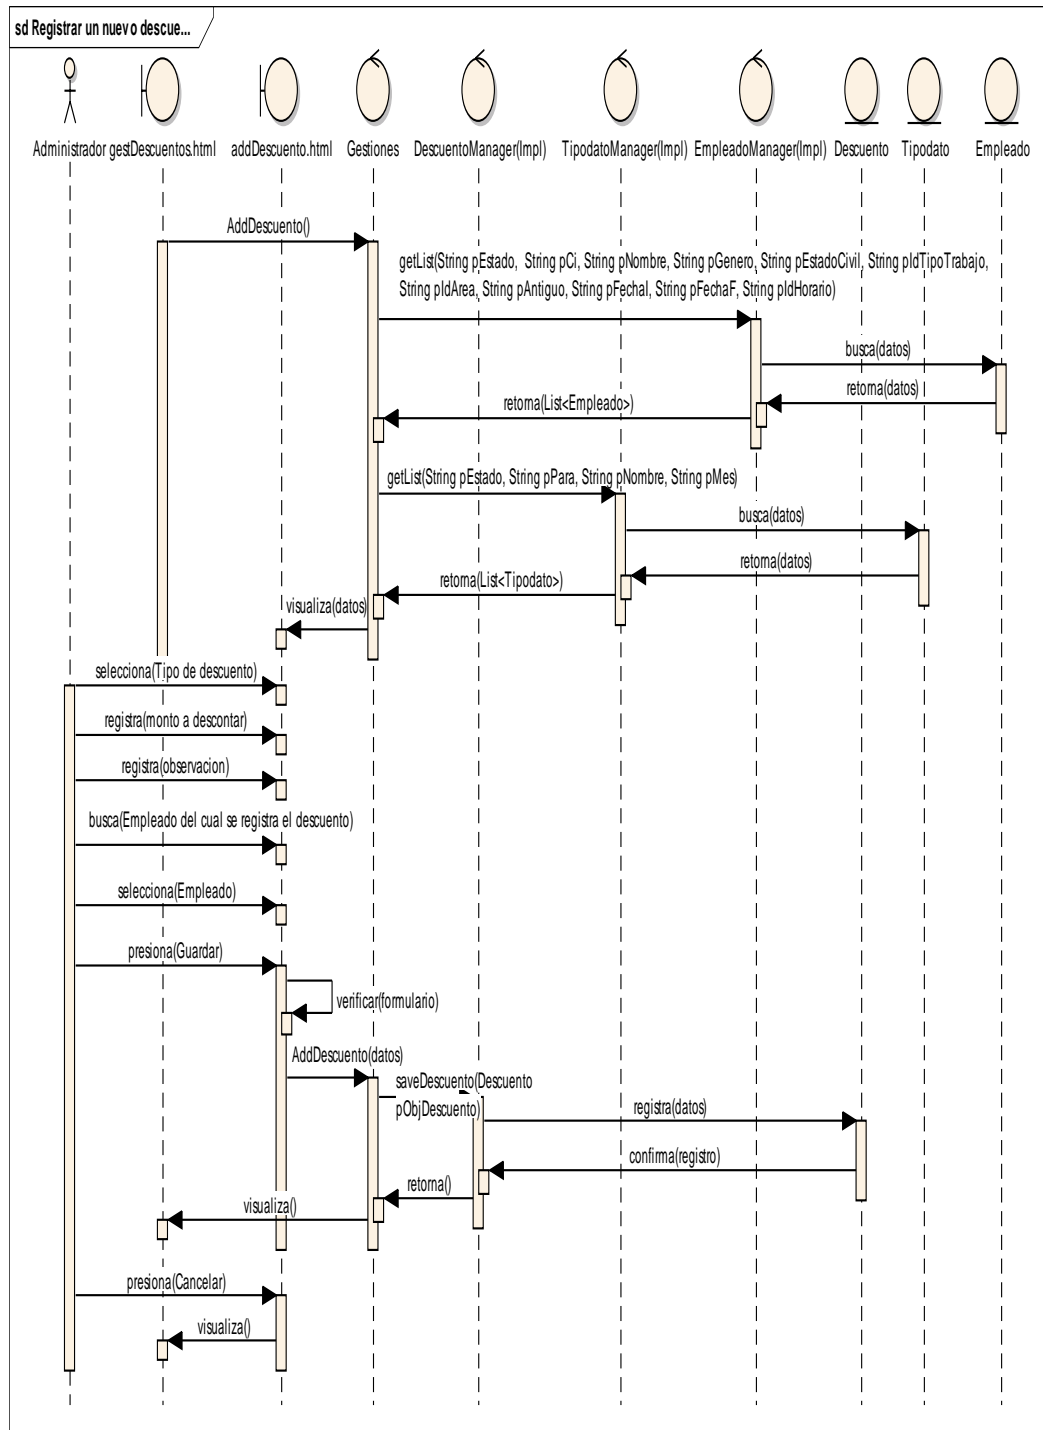 sd Registrar un nuevo descue...
Administrador gestDescuentos.html addDescuento.html Gestiones DescuentoManager(Impl) TipodatoManager(Impl) EmpleadoManager(Impl) Descuento Tipodato Empleado
AddDescuento()
getList(String pEstado, String pCi, String pNombre, String pGenero, String pEstadoCivil, String pIdTipoTrabajo,
String pIdArea, String pAntiguo, String pFechaI, String pFechaF, String pIdHorario)
busca(datos)
retorna(datos)
retorna(List<Empleado>)
getList(String pEstado, String pPara, String pNombre, String pMes)
busca(datos)
retorna(datos)
retorna(List<Tipodato>)
visualiza(datos)
selecciona(Tipo de descuento)
registra(monto a descontar)
registra(observacion)
busca(Empleado del cual se registra el descuento)
selecciona(Empleado)
presiona(Guardar)
verificar(formulario)
AddDescuento(datos)
saveDescuento(Descuento
pObjDescuento)
registra(datos)
confirma(registro)
retorna()
visualiza()
presiona(Cancelar)
visualiza()